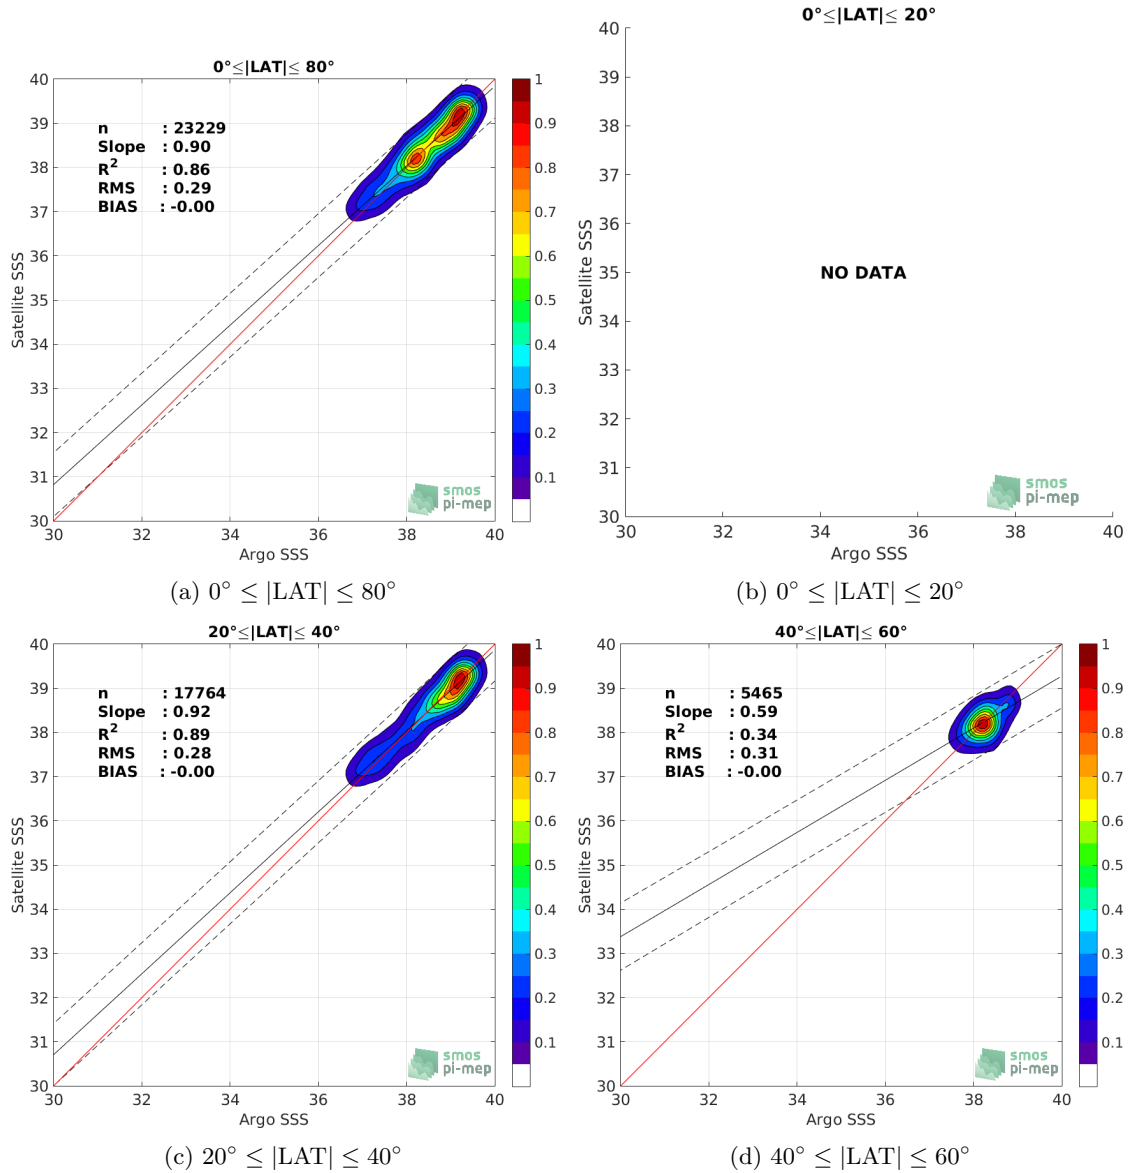 0°≤|LAT|≤ 80°
n : 23229
Slope : 0.90
R² : 0.86
RMS : 0.29
BIAS : -0.00
40
39
38
37
36
35
34
33
32
31
30
Satellite SSS
30 32 34 36 38 40
Argo SSS
1
0.9
0.8
0.7
0.6
0.5
0.4
0.3
0.2
0.1
smos
pi-mep
(a) 0° ≤ |LAT| ≤ 80°
0°≤|LAT|≤ 20°
40
39
38
37
36
35
34
33
32
31
30
Satellite SSS
NO DATA
30 32 34 36 38 40
Argo SSS
smos
pi-mep
(b) 0° ≤ |LAT| ≤ 20°
20°≤|LAT|≤ 40°
n : 17764
Slope : 0.92
R² : 0.89
RMS : 0.28
BIAS : -0.00
40
39
38
37
36
35
34
33
32
31
30
Satellite SSS
30 32 34 36 38 40
Argo SSS
1
0.9
0.8
0.7
0.6
0.5
0.4
0.3
0.2
0.1
smos
pi-mep
(c) 20° ≤ |LAT| ≤ 40°
40°≤|LAT|≤ 60°
n : 5465
Slope : 0.59
R² : 0.34
RMS : 0.31
BIAS : -0.00
40
39
38
37
36
35
34
33
32
31
30
Satellite SSS
30 32 34 36 38 40
Argo SSS
1
0.9
0.8
0.7
0.6
0.5
0.4
0.3
0.2
0.1
smos
pi-mep
(d) 40° ≤ |LAT| ≤ 60°